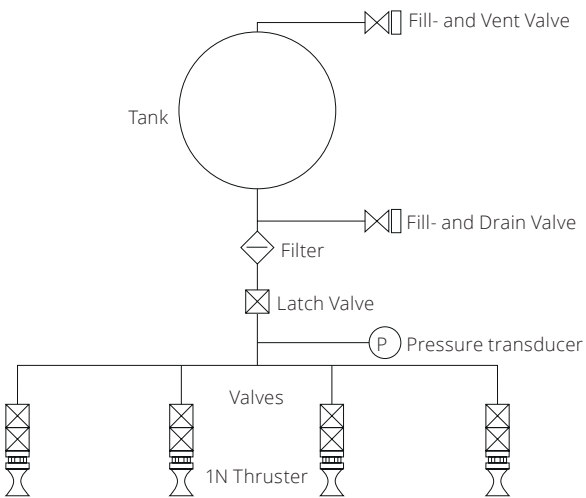 Fill- and Vent Valve
Tank
Fill- and Drain Valve
Filter
Latch Valve
P
Pressure transducer
Valves
1N Thruster